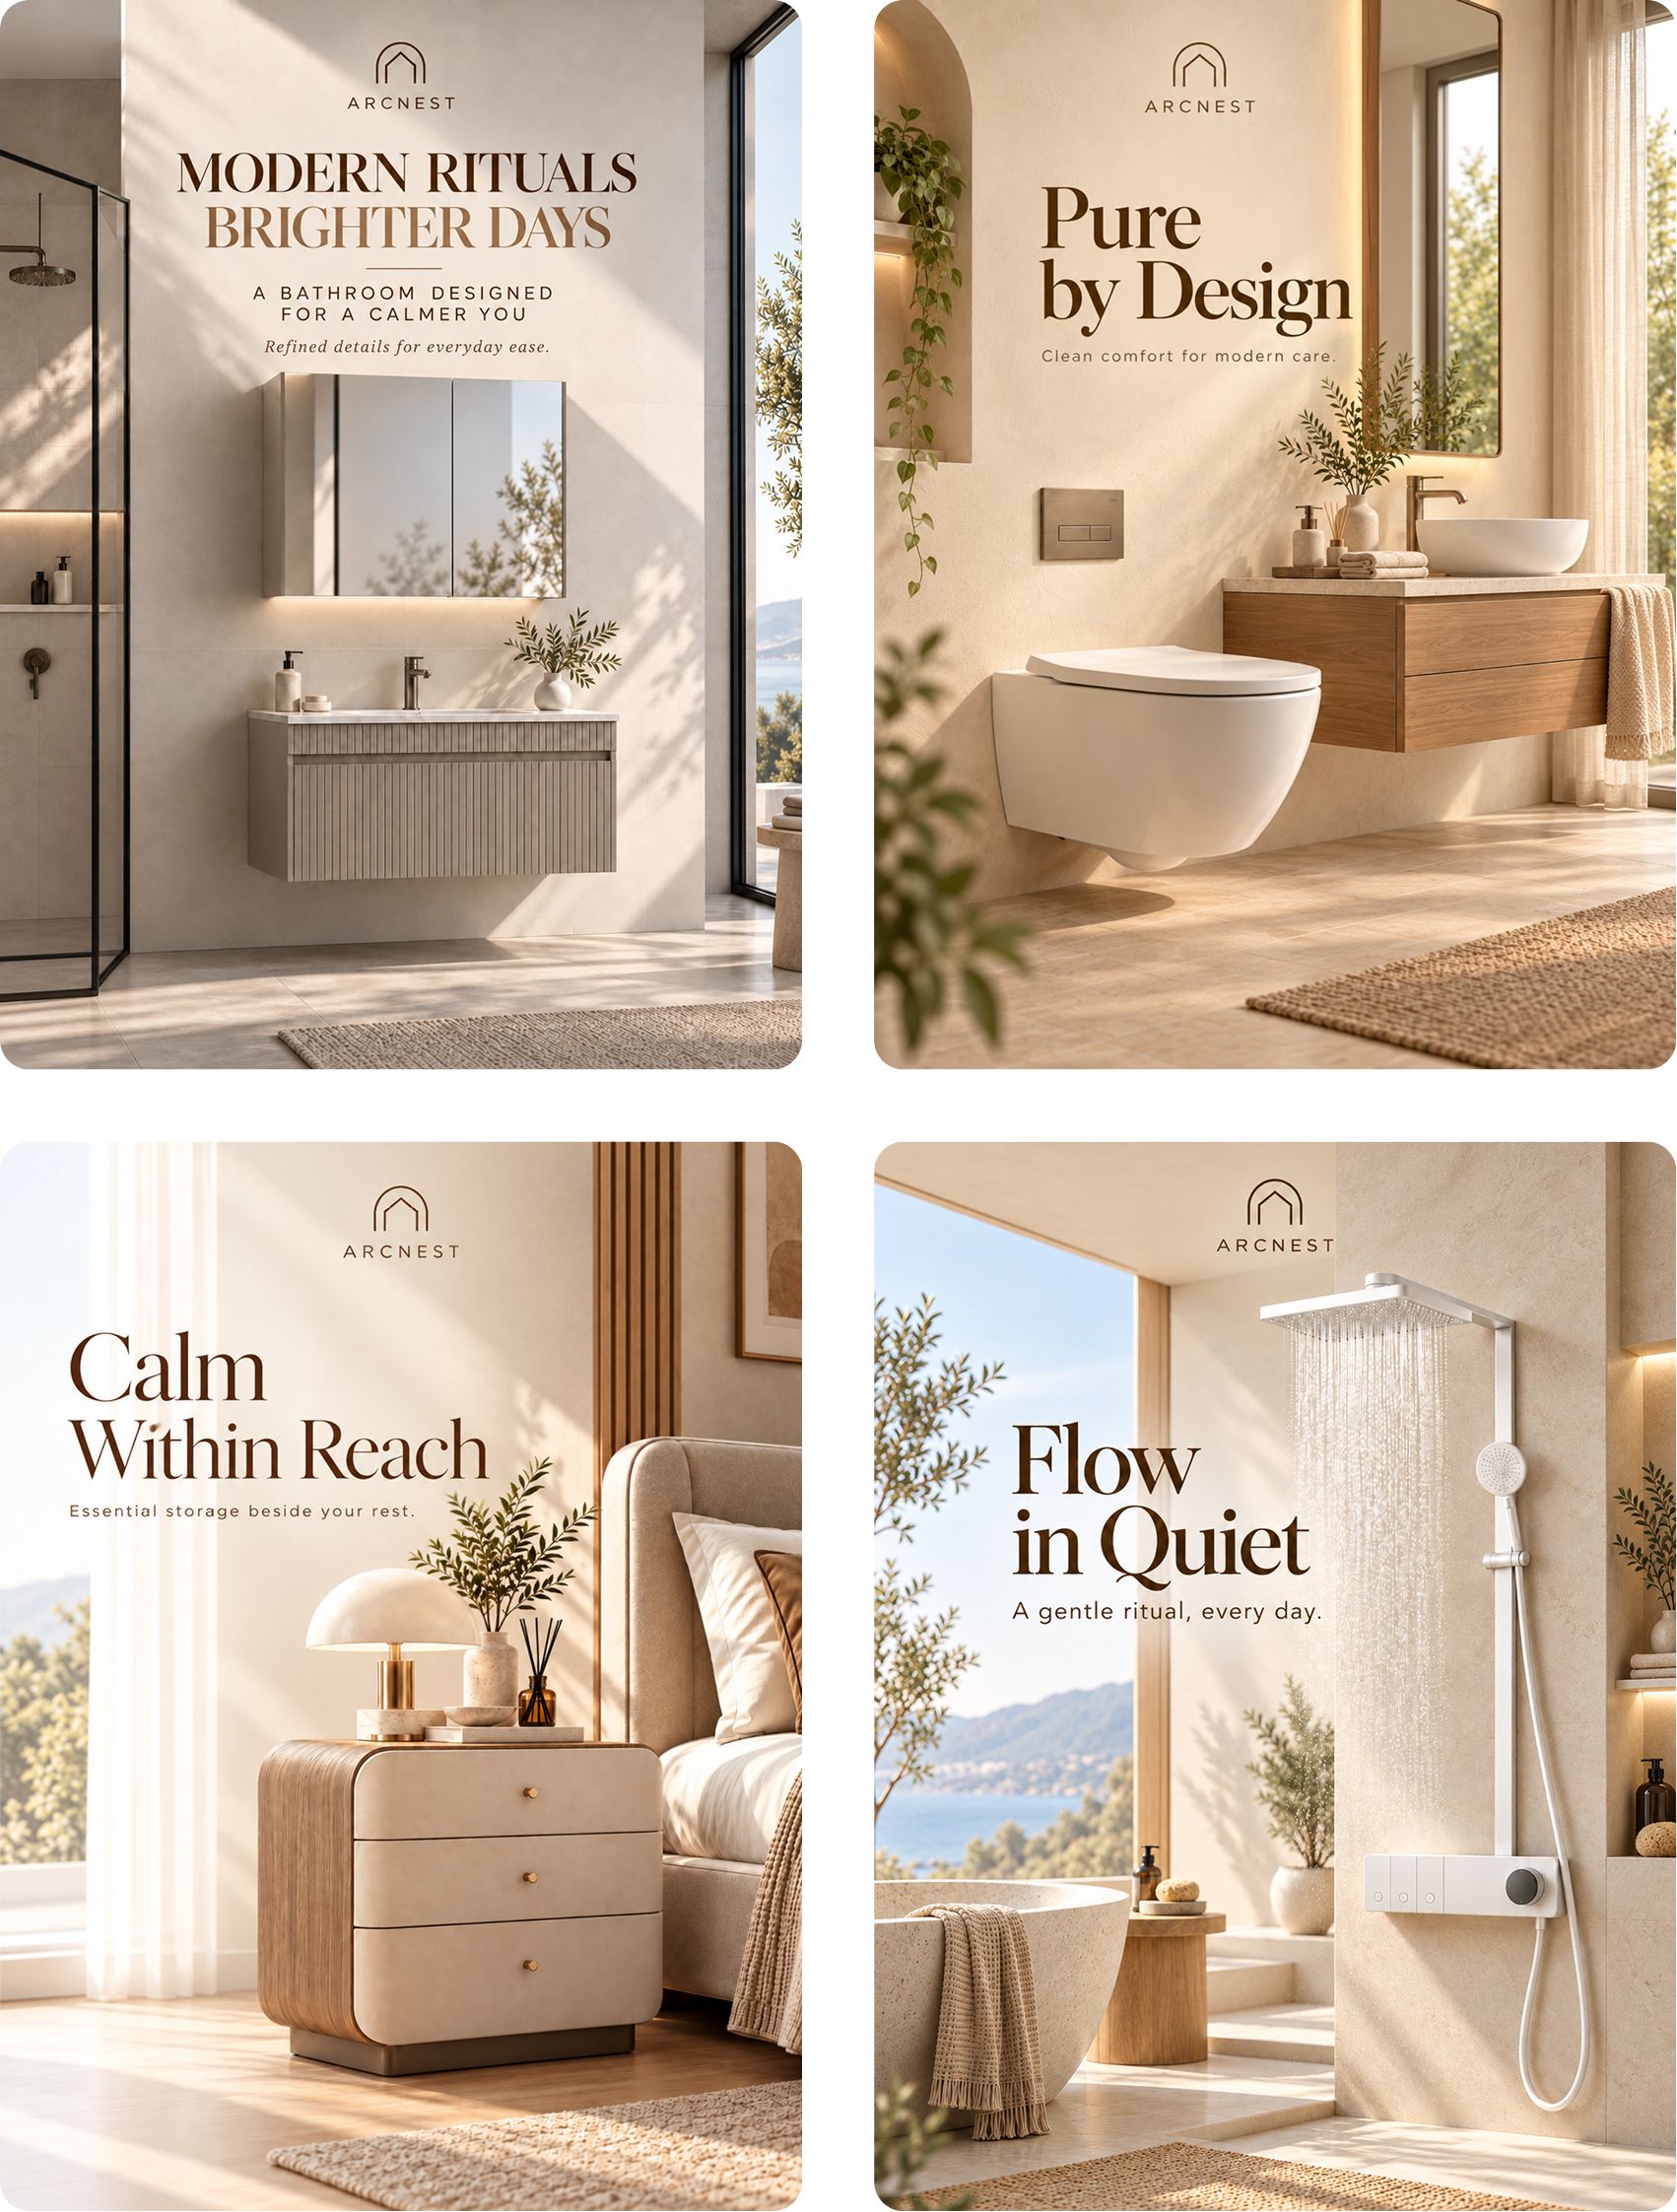 ARCNEST
MODERN RITUALS
BRIGHTER DAYS
A BATHROOM DESIGNED
FOR A CALMER YOU
Refined details for everyday ease.
ARCNEST
Pure
by Design
Clean comfort for modern care.
ARCNEST
Calm
Within Reach
Essential storage beside your rest.
ARCNEST
Flow
in Quiet
A gentle ritual, every day.